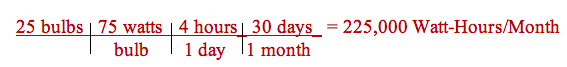 25 bulbs | 75 watts | 4 hours | 30 days = 225,000 Watt-Hours/Month
bulb | 1 day | 1 month